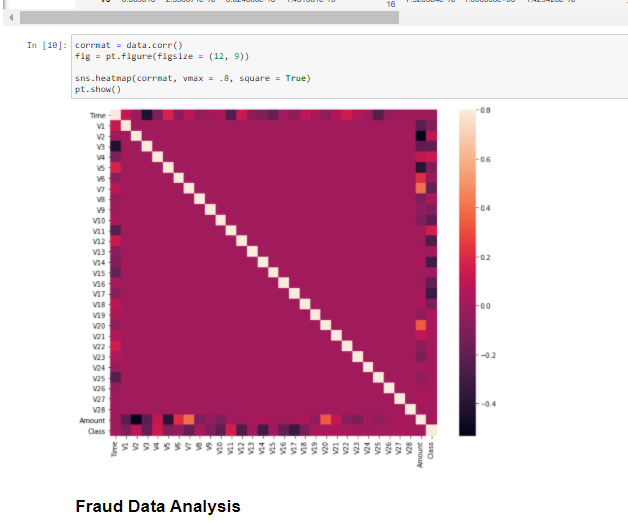 16
In [10]: corrmat = data.corr()
fig = pt.figure(figsize = (12, 9))
sns.heatmap(corrmat, vmax = .8, square = True)
pt.show()
Time
V1
V2
V3
V4
V5
V6
V7
V8
V9
V10
V11
V12
V13
V14
V15
V16
V17
V18
V19
V20
V21
V22
V23
V24
V25
V26
V27
V28
Amount
Class
Time V1 V2 V3 V4 V5 V6 V7 V8 V9 V10 V11 V12 V13 V14 V15 V16 V17 V18 V19 V20 V21 V22 V23 V24 V25 V26 V27 V28 Amount Class
0.8
0.6
0.4
0.2
0.0
−0.2
−0.4
Fraud Data Analysis